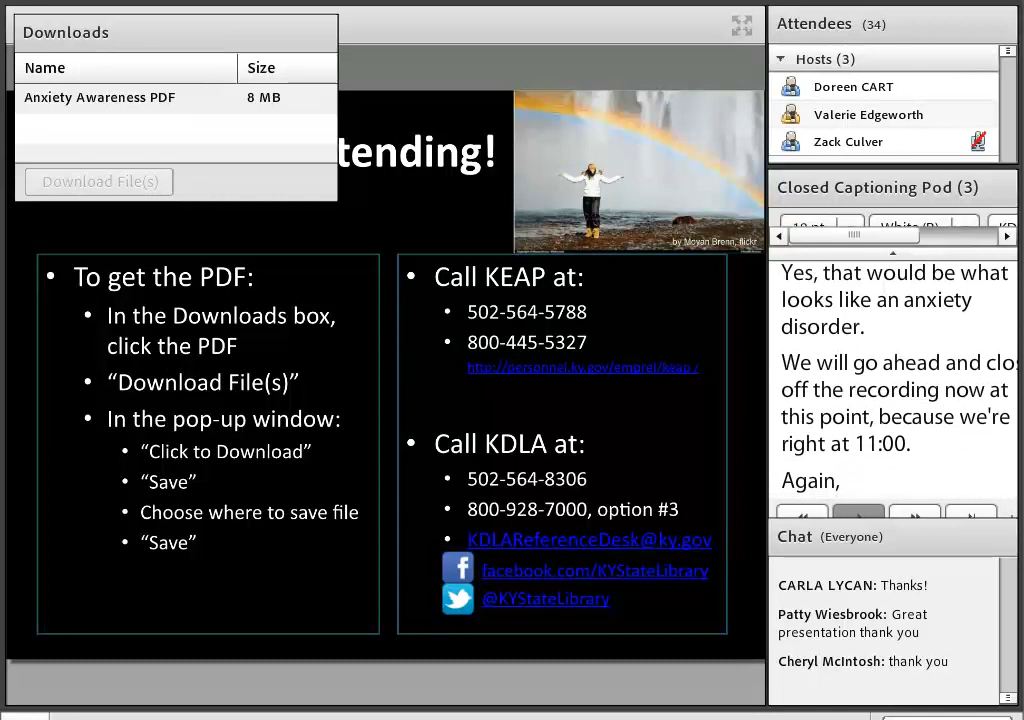 Downloads
Name
Size
Anxiety Awareness PDF
8 MB
Download File(s)
tending!
by Moyan Brenn, flickr
• To get the PDF:
• In the Downloads box,
click the PDF
• “Download File(s)”
• In the pop-up window:
• “Click to Download”
• “Save”
• Choose where to save file
• “Save”
• Call KEAP at:
• 502-564-5788
• 800-445-5327
http://personnel.ky.gov/emprel/keap /
• Call KDLA at:
• 502-564-8306
• 800-928-7000, option #3
• KDLAReferenceDesk@ky.gov
facebook.com/KYStateLibrary
@KYStateLibrary
Attendees (34)
Hosts (3)
Doreen CART
Valerie Edgeworth
Zack Culver
Closed Captioning Pod (3)
Yes, that would be what
looks like an anxiety
disorder.
We will go ahead and clos
off the recording now at
this point, because we're
right at 11:00.
Again,
Chat (Everyone)
CARLA LYCAN: Thanks!
Patty Wiesbrook: Great
presentation thank you
Cheryl McIntosh: thank you